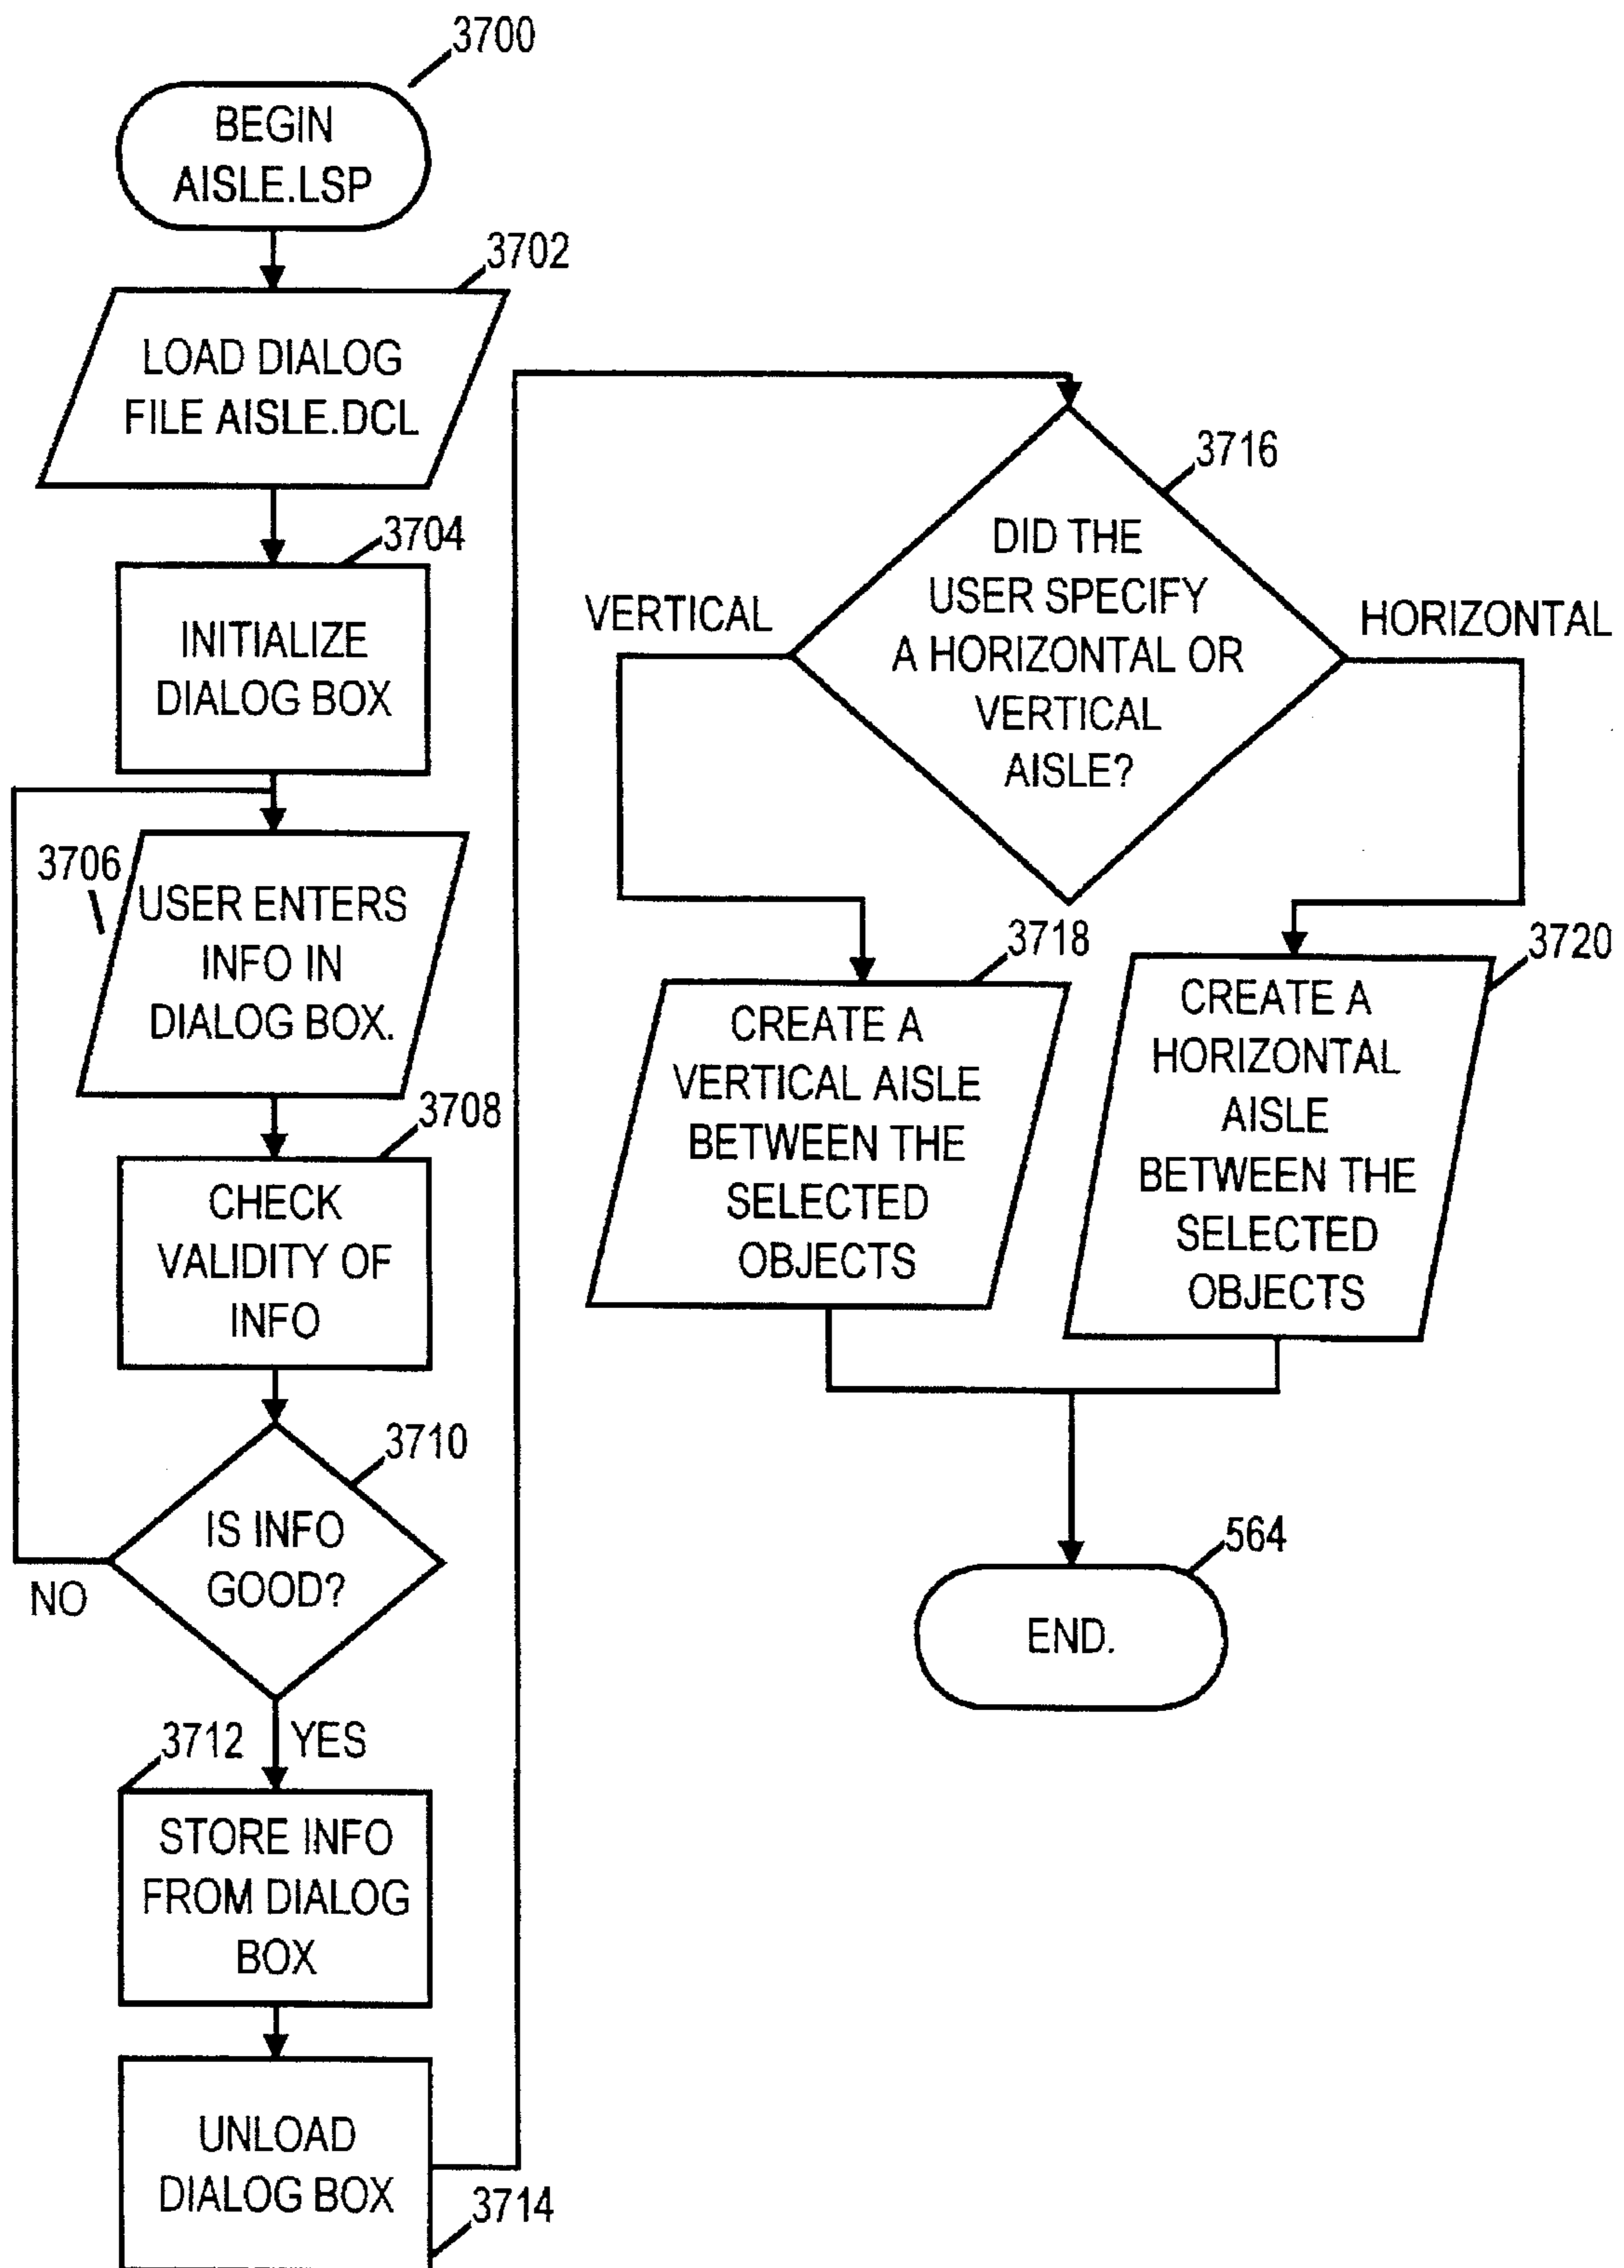 3700
BEGIN
AISLE.LSP
3702
LOAD DIALOG
FILE AISLE.DCL
3704
INITIALIZE
DIALOG BOX
3706
USER ENTERS
INFO IN
DIALOG BOX.
3708
CHECK
VALIDITY OF
INFO
3710
IS INFO
GOOD?
NO
YES
3712
STORE INFO
FROM DIALOG
BOX
UNLOAD
DIALOG BOX
3714
3716
DID THE
USER SPECIFY
A HORIZONTAL OR
VERTICAL
AISLE?
VERTICAL
HORIZONTAL
3718
CREATE A
VERTICAL AISLE
BETWEEN THE
SELECTED
OBJECTS
3720
CREATE A
HORIZONTAL
AISLE
BETWEEN THE
SELECTED
OBJECTS
564
END.